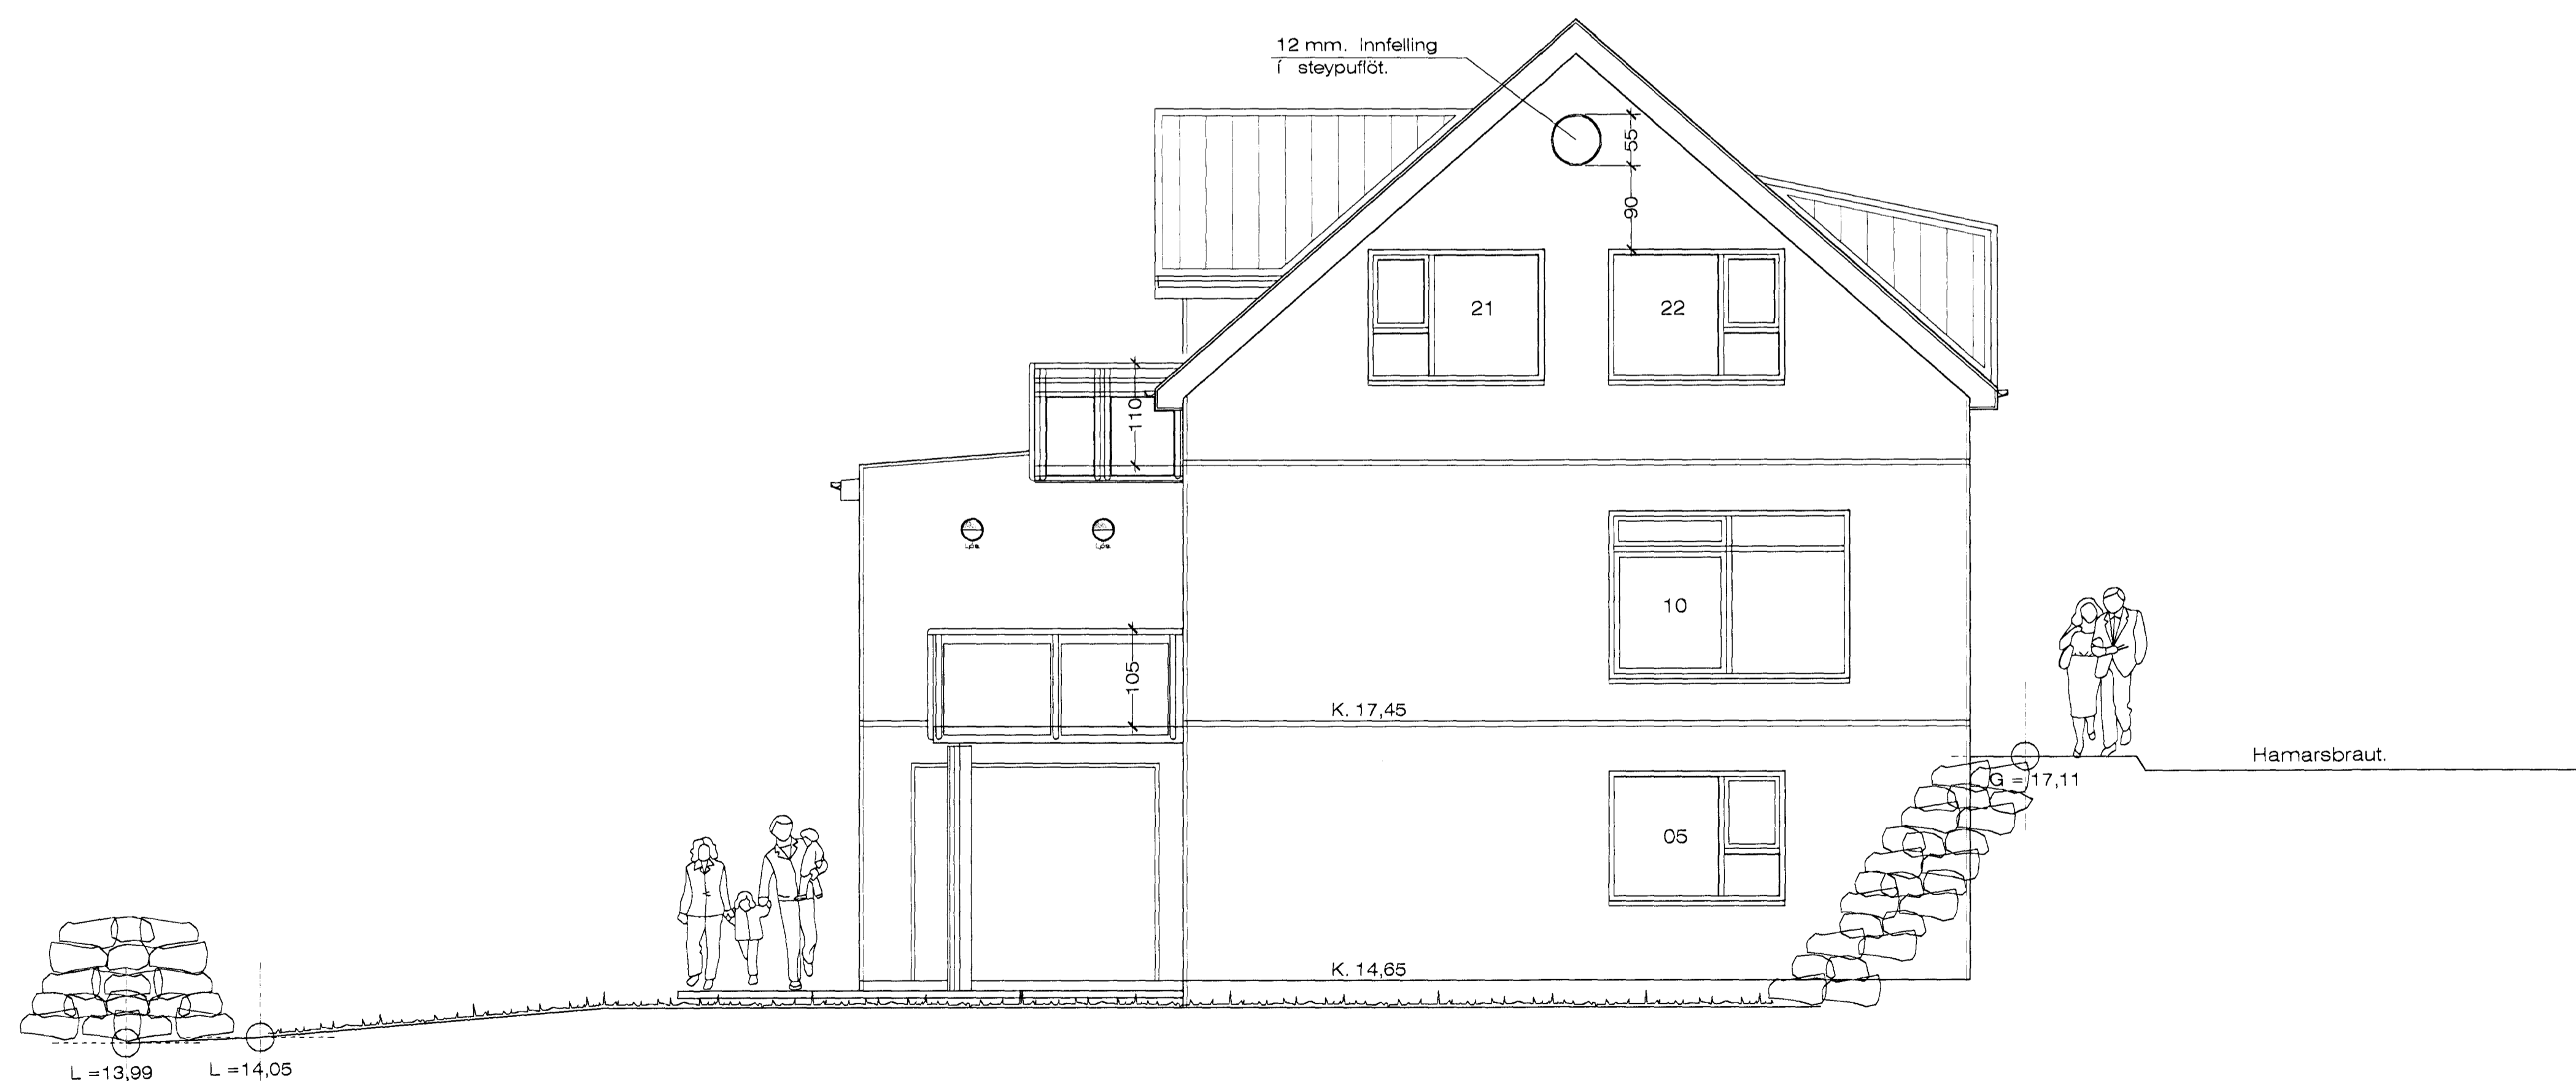 12 mm. Innfelling
í steypuflöt.
55
90
21
22
110
10
105
K. 17,45
Hamarsbraut.
G = 17,11
05
K. 14,65
L =13,99
L =14,05